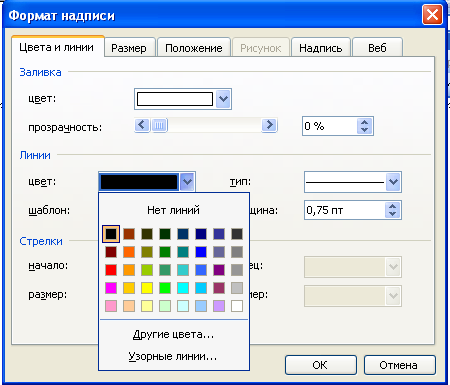 Формат надписи
Цвета и линии Размер Положение Рисунок Надпись Веб
Заливка
цвет:
прозрачность: 0 %
Линии
цвет: тип:
шаблон: щина: 0,75 пт
Нет линий
Стрелки
начало: ец:
размер: мер:
Другие цвета...
Узорные линии...
ОК Отмена